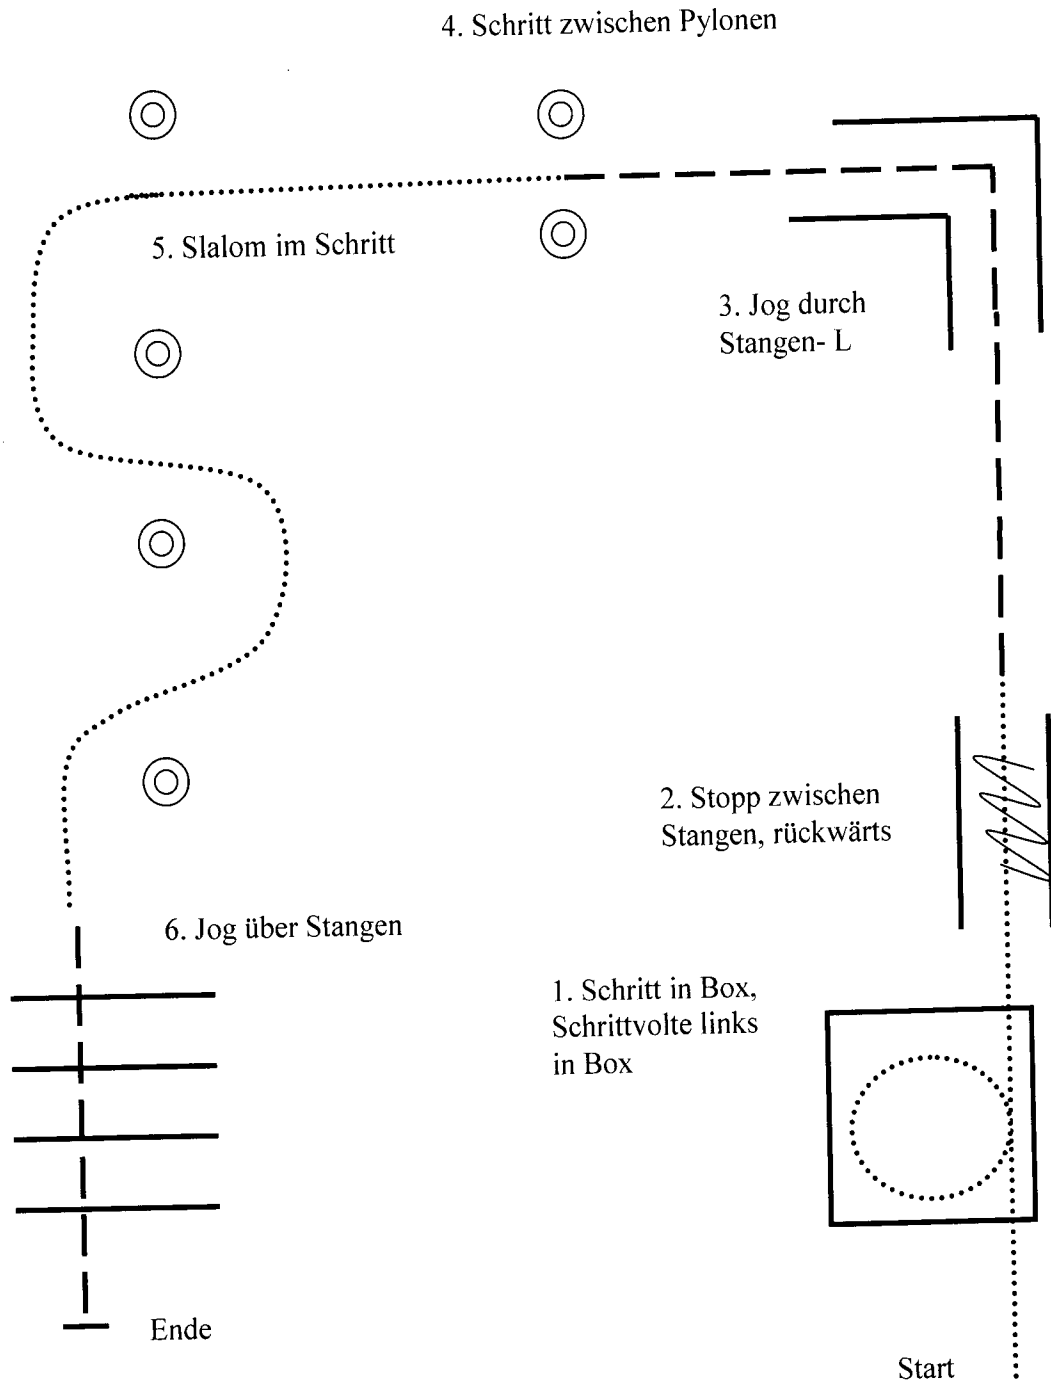 4. Schritt zwischen Pylonen
5. Slalom im Schritt
3. Jog durch
Stangen- L
2. Stopp zwischen
Stangen, rückwärts
6. Jog über Stangen
1. Schritt in Box,
Schrittvolte links
in Box
Ende
Start